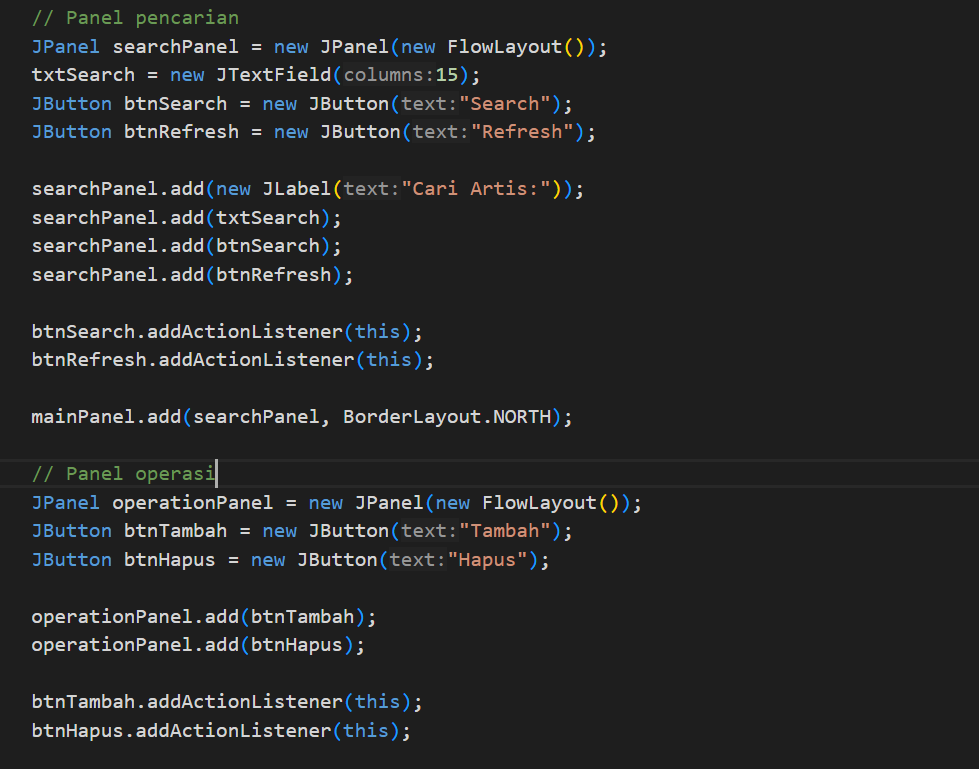 // Panel pencarian
JPanel searchPanel = new JPanel(new FlowLayout());
txtSearch = new JTextField(columns:15);
JButton btnSearch = new JButton(text:"Search");
JButton btnRefresh = new JButton(text:"Refresh");
searchPanel.add(new JLabel(text:"Cari Artis:"));
searchPanel.add(txtSearch);
searchPanel.add(btnSearch);
searchPanel.add(btnRefresh);
btnSearch.addActionListener(this);
btnRefresh.addActionListener(this);
mainPanel.add(searchPanel, BorderLayout.NORTH);
// Panel operasi
JPanel operationPanel = new JPanel(new FlowLayout());
JButton btnTambah = new JButton(text:"Tambah");
JButton btnHapus = new JButton(text:"Hapus");
operationPanel.add(btnTambah);
operationPanel.add(btnHapus);
btnTambah.addActionListener(this);
btnHapus.addActionListener(this);